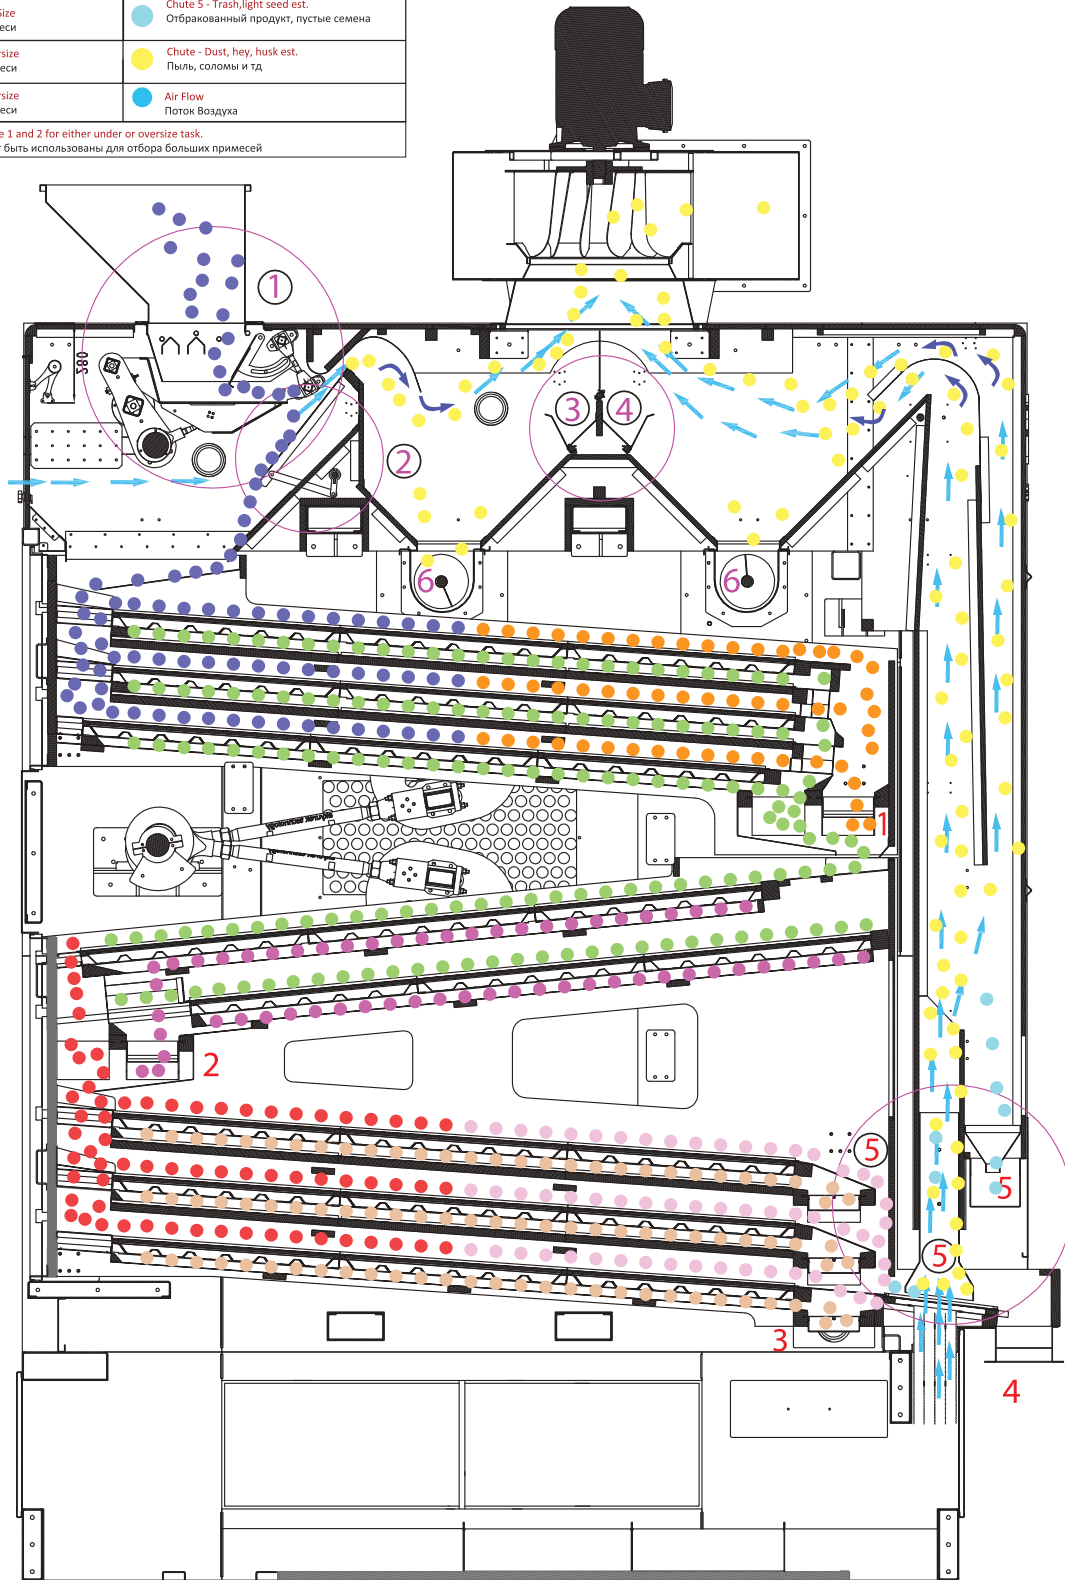 Size
еси
Chute 5 - Trash,light seed est.
Отбракованный продукт, пустые семена
rsize
еси
Chute - Dust, hey, husk est.
Пыль, соломы и тд
rsize
еси
Air Flow
Поток Воздуха
e 1 and 2 for either under or oversize task.
т быть использованы для отбора больших примесей
1
280
3
4
2
6
6
1
2
5
5
5
3
4